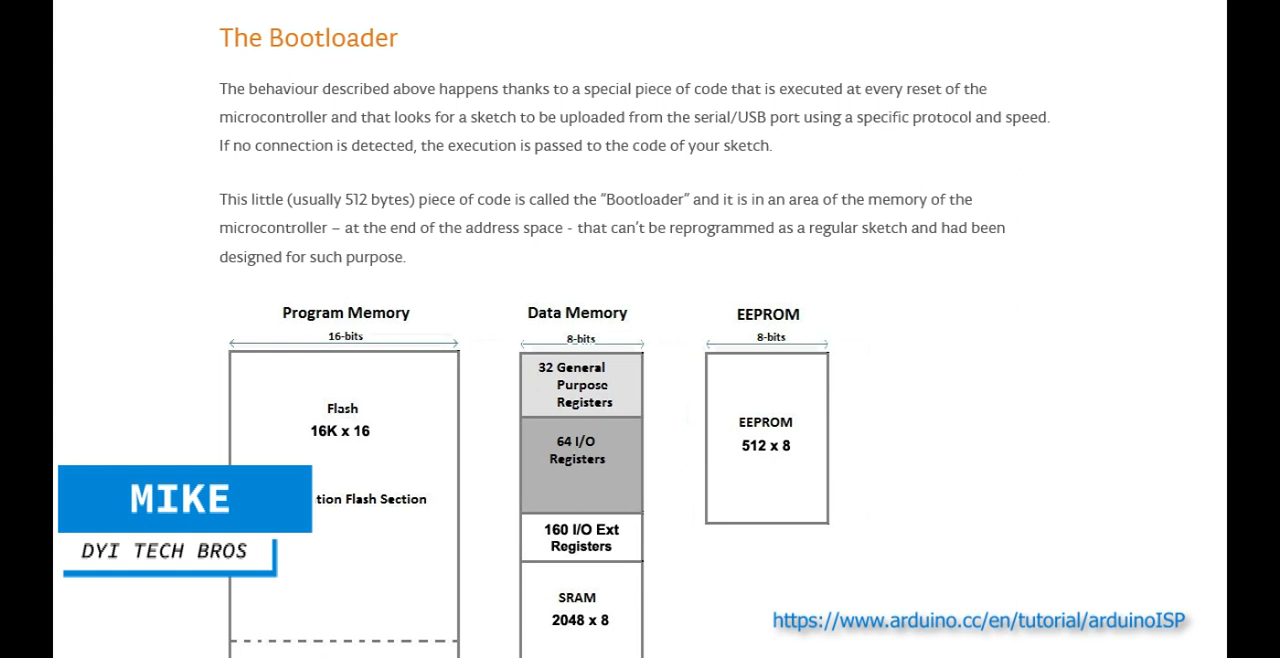 The Bootloader
The behaviour described above happens thanks to a special piece of code that is executed at every reset of the
microcontroller and that looks for a sketch to be uploaded from the serial/USB port using a specific protocol and speed.
If no connection is detected, the execution is passed to the code of your sketch.
This little (usually 512 bytes) piece of code is called the “Bootloader” and it is in an area of the memory of the
microcontroller – at the end of the address space - that can’t be reprogrammed as a regular sketch and had been
designed for such purpose.
Program Memory
16-bits
Flash
16K x 16
tion Flash Section
Data Memory
8-bits
32 General
Purpose
Registers
64 I/O
Registers
160 I/O Ext
Registers
SRAM
2048 x 8
EEPROM
8-bits
EEPROM
512 x 8
MIKE
DYI TECH BROS
https://www.arduino.cc/en/tutorial/arduinoISP